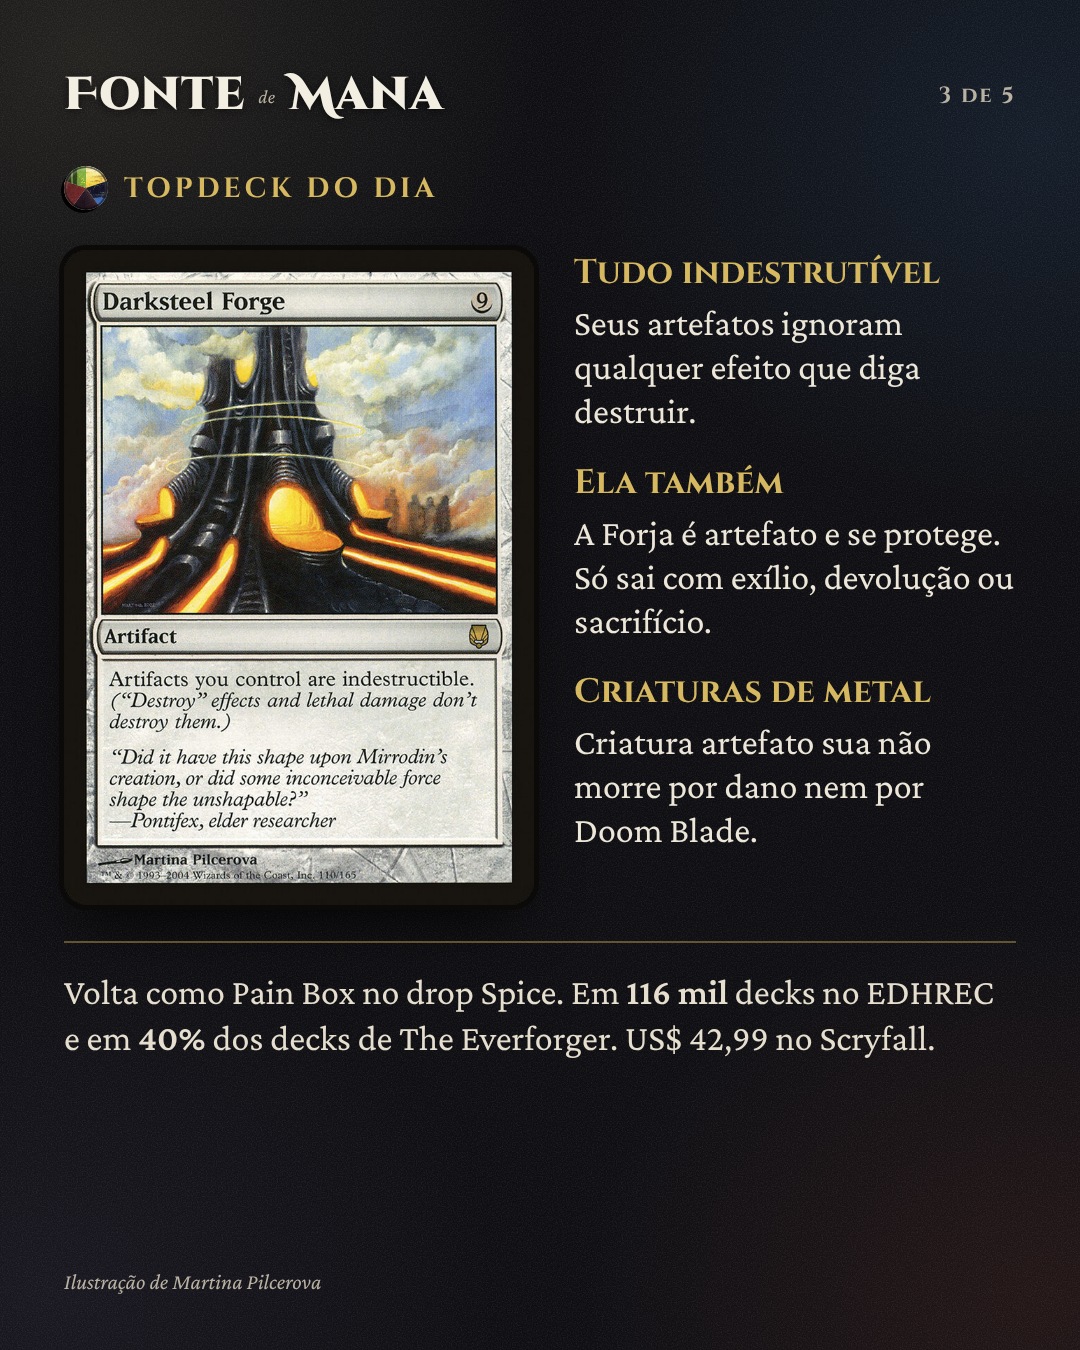 Fonte de Mana
3 de 5
Topdeck do dia
Darksteel Forge
9
Artifact
Artifacts you control are indestructible.
(“Destroy” effects and lethal damage don’t
destroy them.)
“Did it have this shape upon Mirrodin’s
creation, or did some inconceivable force
shape the unshapable?”
—Pontifex, elder researcher
Martina Pilcerova
™ & © 1993–2004 Wizards of the Coast, Inc. 110/165
Tudo indestrutível
Seus artefatos ignoram
qualquer efeito que diga
destruir.
Ela também
A Forja é artefato e se protege.
Só sai com exílio, devolução ou
sacrifício.
Criaturas de metal
Criatura artefato sua não
morre por dano nem por
Doom Blade.
Volta como Pain Box no drop Spice. Em 116 mil decks no EDHREC
e em 40% dos decks de The Everforger. US$ 42,99 no Scryfall.
Ilustração de Martina Pilcerova